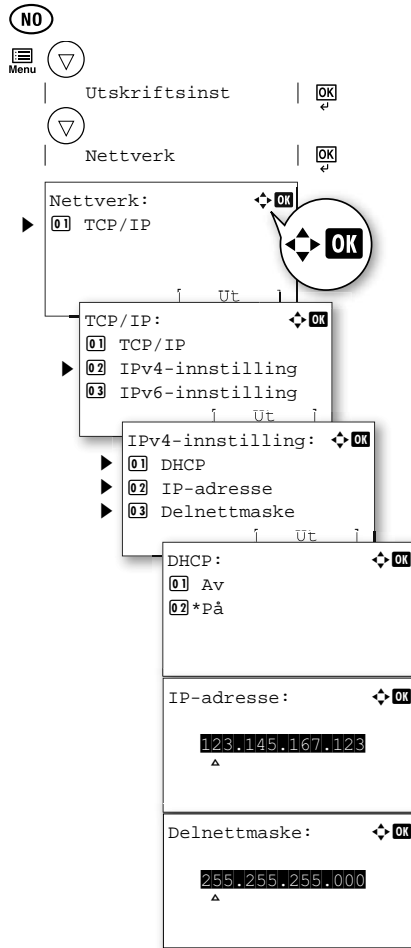 NO
Menu
Utskriftsinst OK
Nettverk OK
Nettverk: OK
01 TCP/IP
OK
[ Ut ]
TCP/IP: OK
01 TCP/IP
02 IPv4-innstilling
03 IPv6-innstilling
[ Ut ]
IPv4-innstilling: OK
01 DHCP
02 IP-adresse
03 Delnettmaske
[ Ut ]
DHCP: OK
01 Av
02 *På
IP-adresse: OK
123.145.167.123
Delnettmaske: OK
255.255.255.000